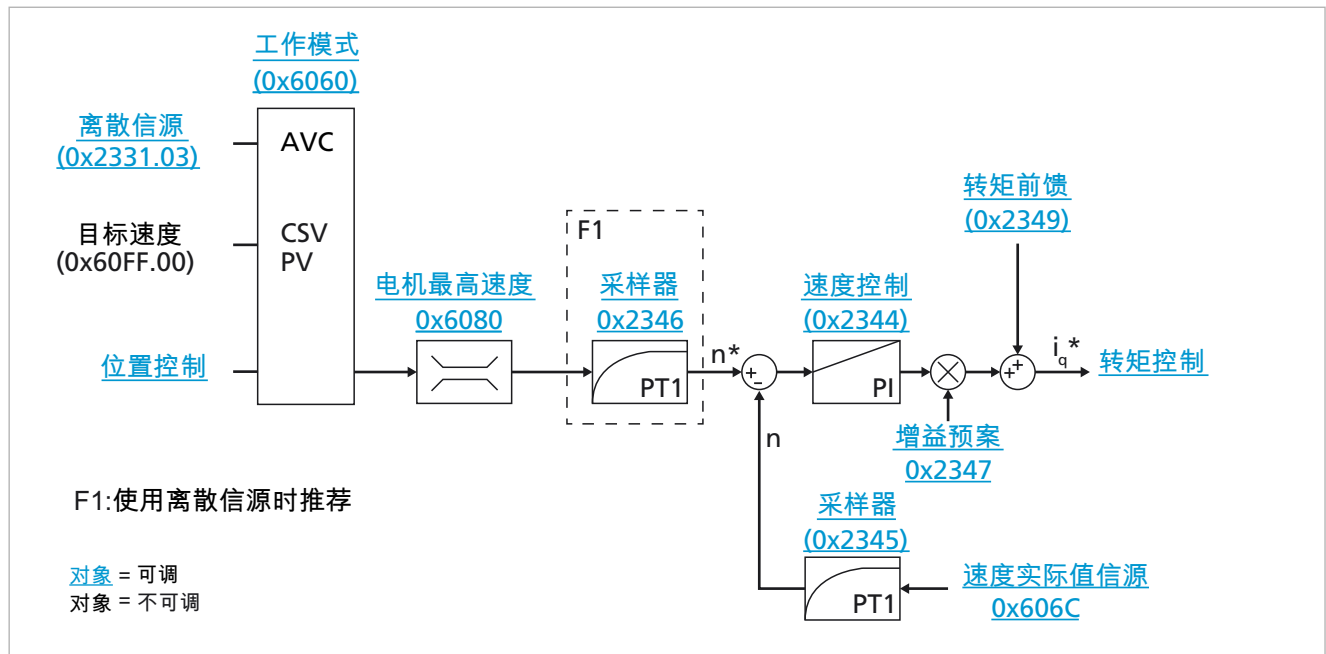 工作模式
(0x6060)
离散信源
(0x2331.03)
AVC
目标速度
(0x60FF.00)
CSV
PV
位置控制
电机最高速度
0x6080
F1
采样器
0x2346
PT1
n*
+
-
n
速度控制
(0x2344)
PI
增益预案
0x2347
转矩前馈
(0x2349)
+
+
iq*
转矩控制
采样器
(0x2345)
PT1
速度实际值信源
0x606C
F1:使用离散信源时推荐
对象 = 可调
对象 = 不可调